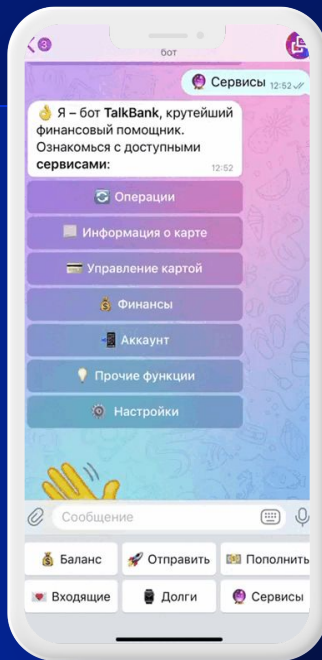 3
бот
Сервисы 12:52
Я – бот TalkBank, крутейший
финансовый помощник.
Ознакомься с доступными
сервисами:
12:52
Операции
Информация о карте
Управление картой
Финансы
Аккаунт
Прочие функции
Настройки
Сообщение
Баланс Отправить Пополнить
Входящие Долги Сервисы